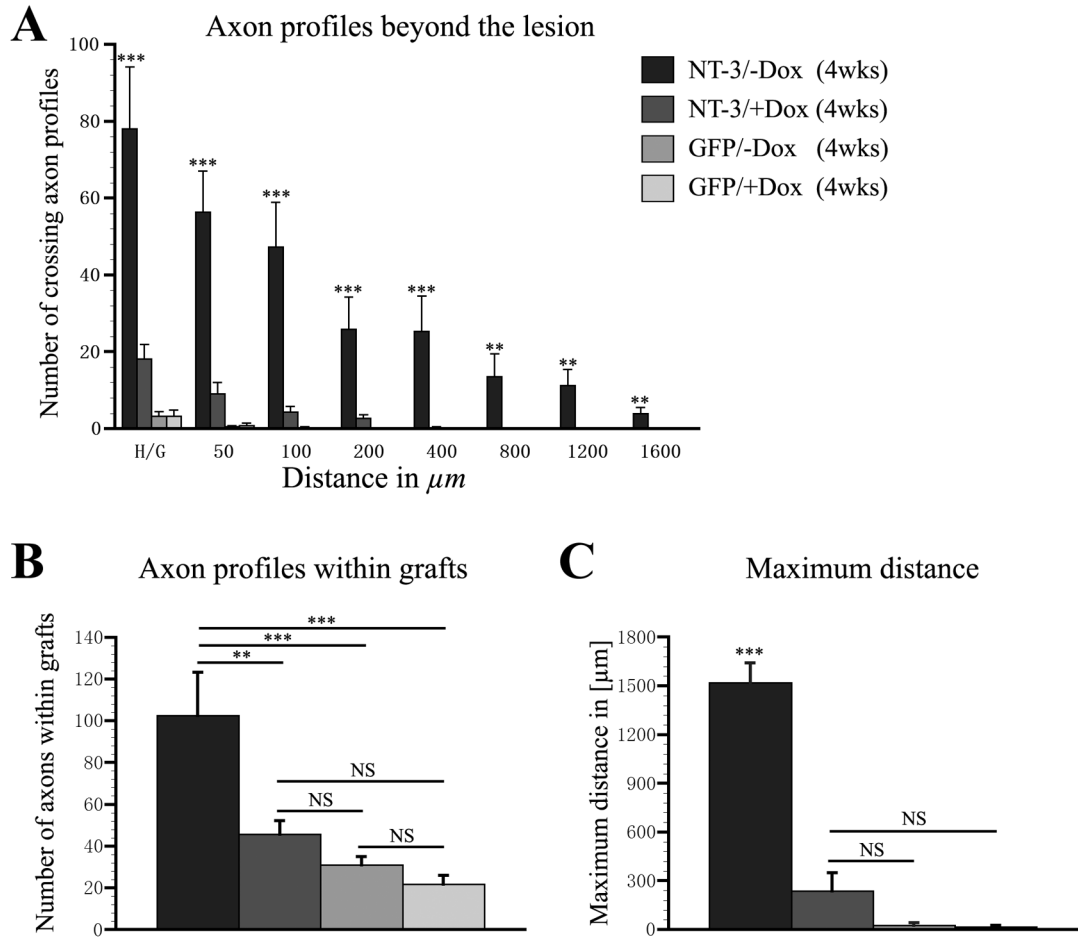 A
Axon profiles beyond the lesion
Number of crossing axon profiles
100
80
60
40
20
0
***
***
***
***
***
**
**
**
H/G 50 100 200 400 800 1200 1600
Distance in µm
NT-3/-Dox (4wks)
NT-3/+Dox (4wks)
GFP/-Dox (4wks)
GFP/+Dox (4wks)
B
Axon profiles within grafts
Number of axons within grafts
140
120
100
80
60
40
20
0
***
***
**
NS
NS
NS
C
Maximum distance
Maximum distance in [µm]
1800
1500
1200
900
600
300
0
***
NS
NS